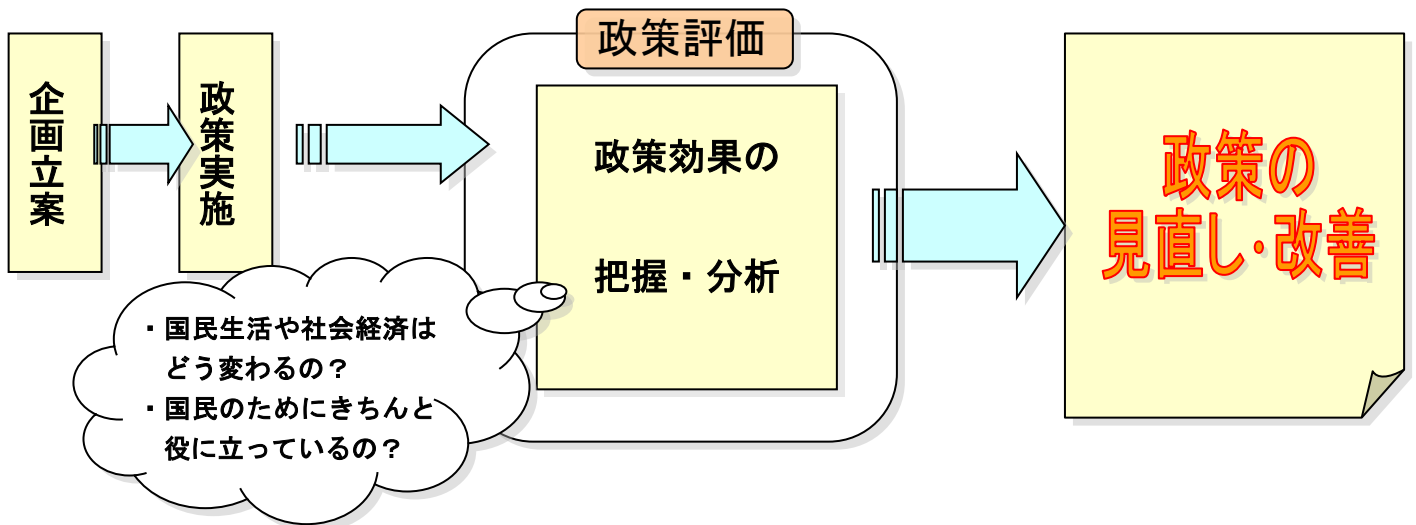 企画立案
政策実施
政策評価
政策効果の
把握・分析
・国民生活や社会経済は
どう変わるの？
・国民のためにきちんと
役に立っているの？
政策の
見直し・改善